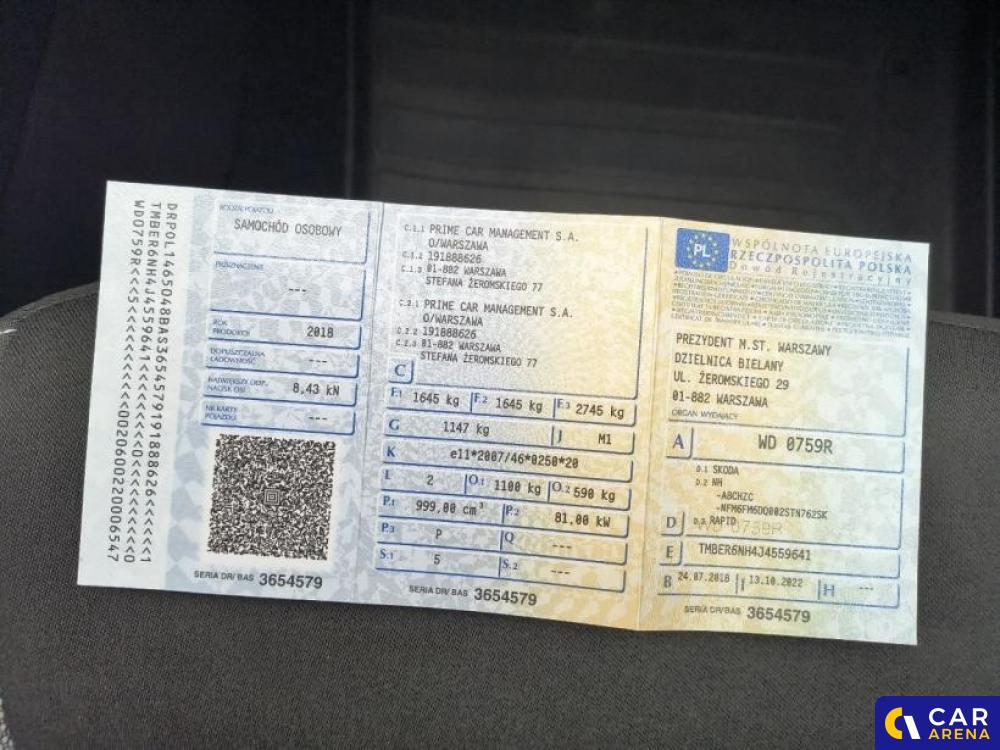 DRPOL1465048BAS3654579191888626<<<<<<1
TMBER6NH4J4559641<<<<<<0<<<<<<<<<<<<<0
WD0759R<<<5<<<<<<<<<<<0002060022000 6547
RODZAJ POJAZDU
SAMOCHÓD OSOBOWY
PRZEZNACZENIE
---
ROK
PRODUKCJI
2018
DOPUSZCZALNA
ŁADOWNOŚĆ
---
NAJWIĘKSZY DOP.
NACISK OSI
8,43 kN
NR KARTY
POJAZDU
---
SERIA DR/BAS 3654579
C.1.1 PRIME CAR MANAGEMENT S.A.
O/WARSZAWA
C.1.2 191888626
C.1.3 01-882 WARSZAWA
STEFANA ŻEROMSKIEGO 77
C.2.1 PRIME CAR MANAGEMENT S.A.
O/WARSZAWA
C.2.2 191888626
C.2.3 01-882 WARSZAWA
STEFANA ŻEROMSKIEGO 77
C
F.1 1645 kg F.2 1645 kg F.3 2745 kg
G 1147 kg J M1
K e11*2007/46*0250*20
L 2 O.1 1100 kg O.2 590 kg
P.1 999,00 cm³ P.2 81,00 kW
P.3 P Q ---
S.1 5 S.2 ---
SERIA DR/BAS 3654579
PL
WSPÓLNOTA EUROPEJSKA
RZECZPOSPOLITA POLSKA
Dowód Rejestracyjny
PREZYDENT M.ST. WARSZAWY
DZIELNICA BIELANY
UL. ŻEROMSKIEGO 29
01-882 WARSZAWA
ORGAN WYDAJĄCY
A WD 0759R
D.1 SKODA
D.2 NH
-ABCHZC
-NFM6FM6DQ002STN762SK
D D.3 RAPID
E TMBER6NH4J4559641
B 24.07.2018 I 13.10.2022 H ---
SERIA DR/BAS 3654579
CAR
ARENA